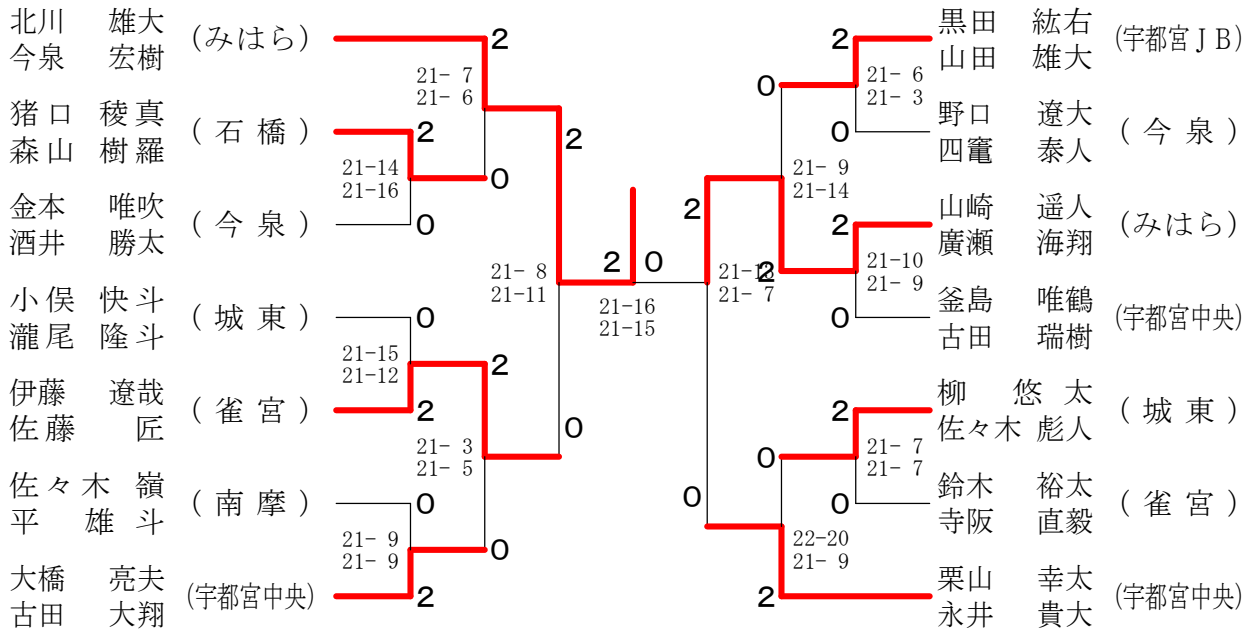 北川 雄大
今泉 宏樹
(みはら)
2
21- 7
21- 6
猪口 稜真
森山 樹羅
(石橋)
2
21-14
21-16
0
金本 唯吹
酒井 勝太
(今泉)
0
2
21- 8
21-11
小俣 快斗
瀧尾 隆斗
(城東)
0
21-15
21-12
2
伊藤 遼哉
佐藤 匠
(雀宮)
2
21- 3
21- 5
0
佐々木 嶺
平 雄斗
(南摩)
0
21- 9
21- 9
0
大橋 亮夫
古田 大翔
(宇都宮中央)
2
2
0
21-16
21-15
黒田 紘右
山田 雄大
(宇都宮JB)
2
0
21- 6
21- 3
野口 遼大
四竃 泰人
(今泉)
0
21- 9
21-14
2
山崎 遥人
廣瀬 海翔
(みはら)
2
21-10
21- 9
2
21- 7
釜島 唯鶴
古田 瑞樹
(宇都宮中央)
0
柳 悠太
佐々木 彪人
(城東)
2
0
21- 7
21- 7
0
鈴木 裕太
寺阪 直毅
(雀宮)
0
22-20
21- 9
栗山 幸太
永井 貴大
(宇都宮中央)
2